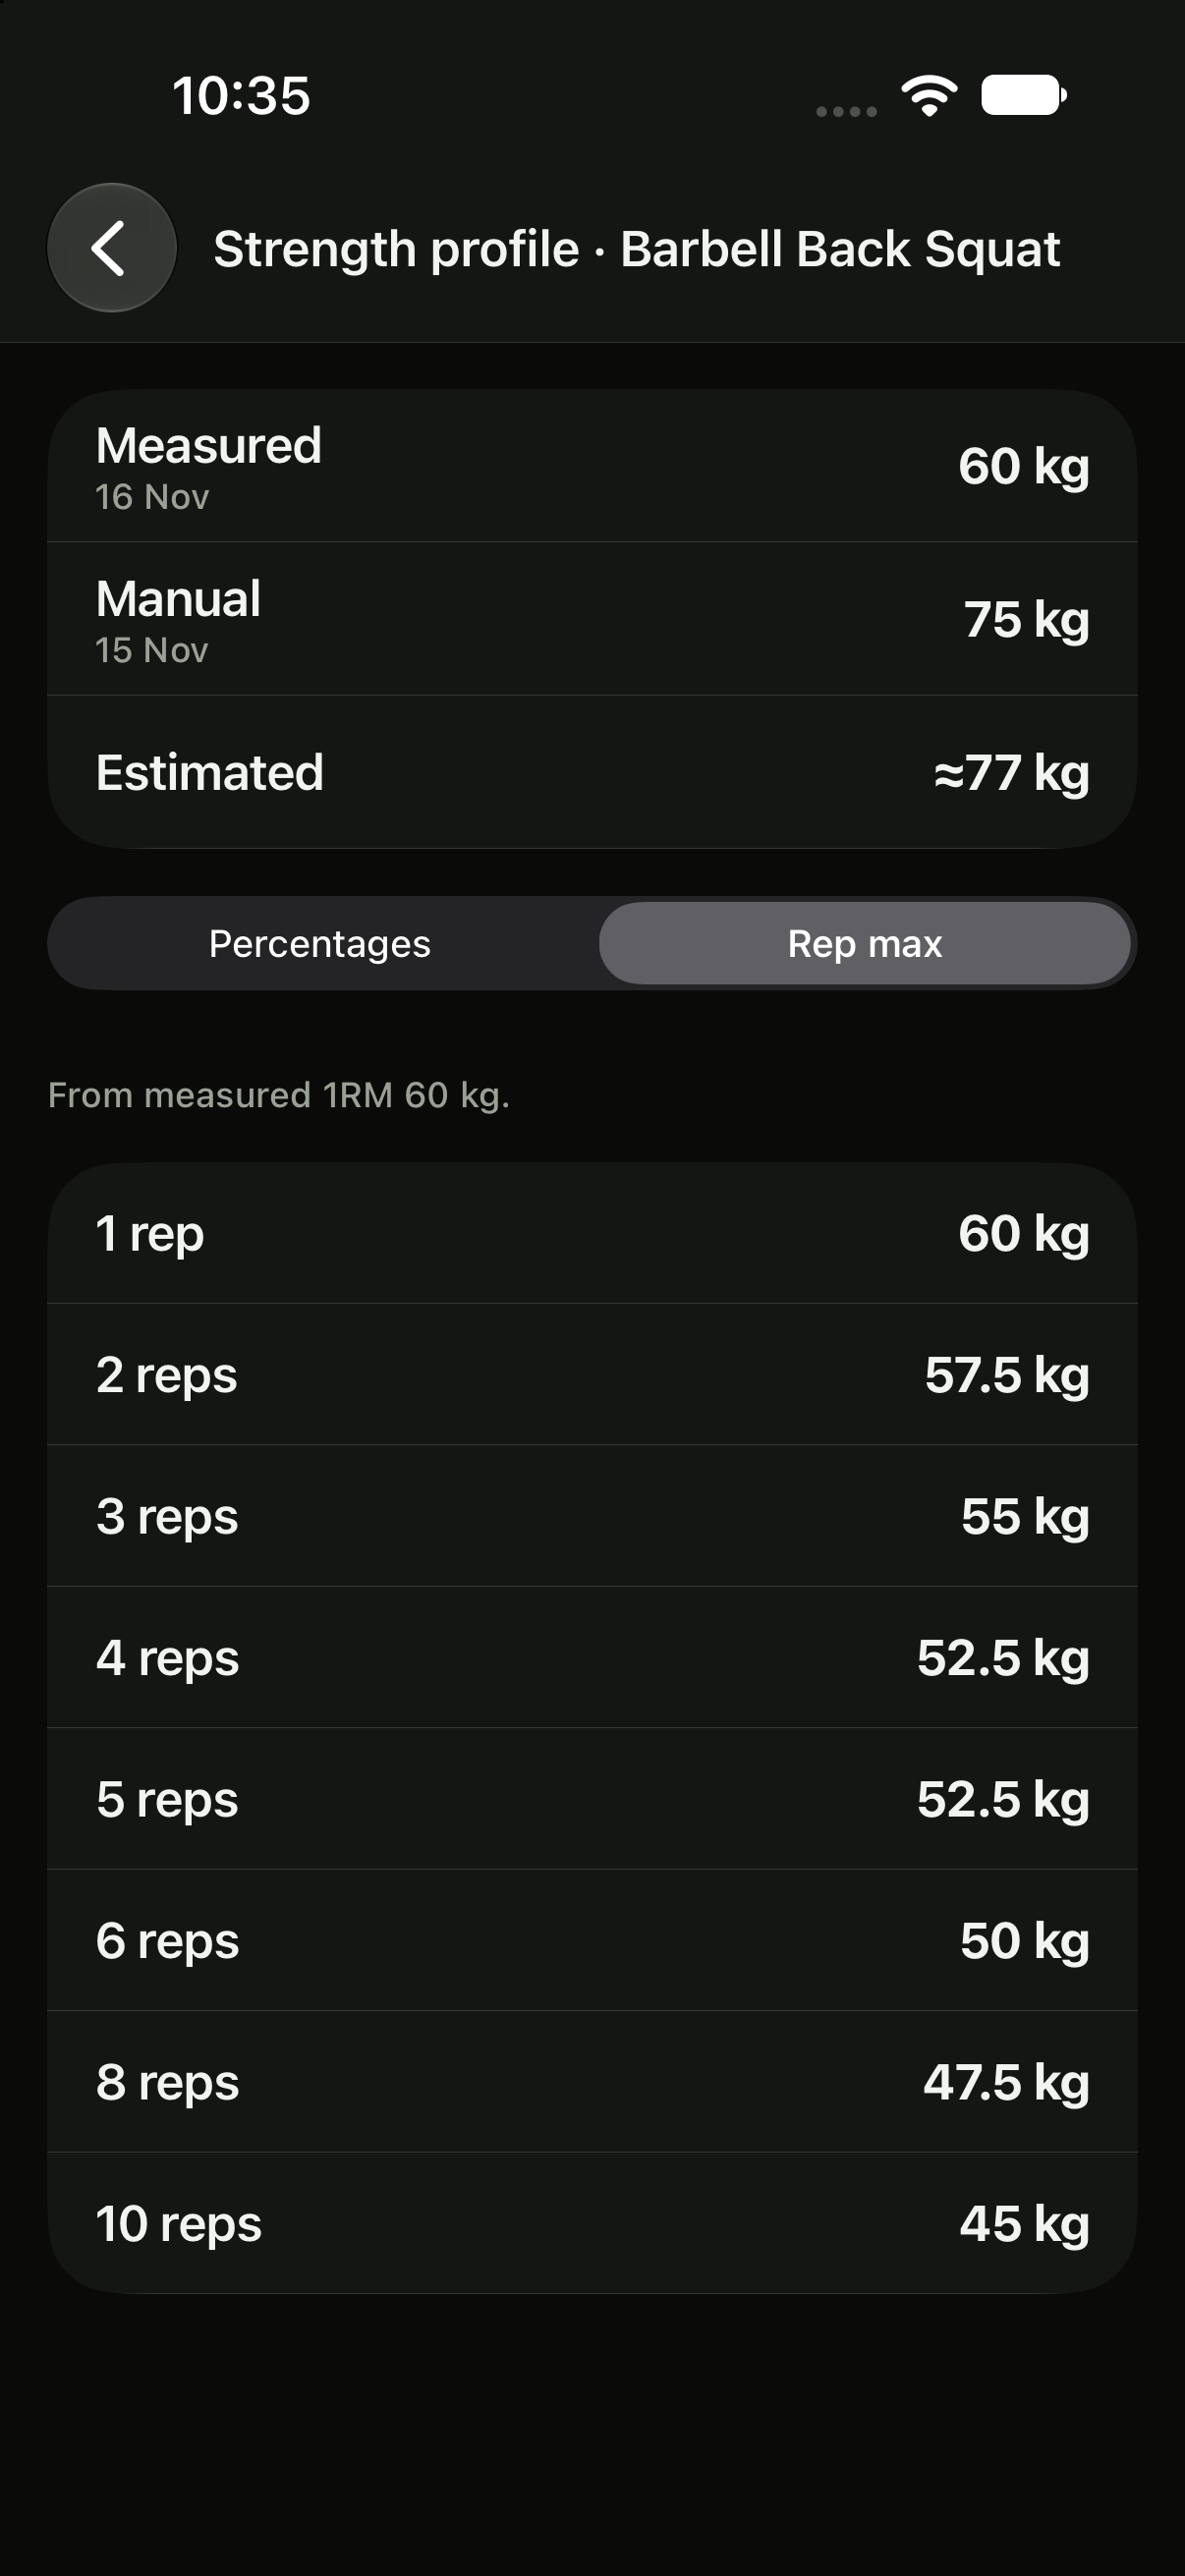 10:35
Strength profile · Barbell Back Squat
Measured
16 Nov
60 kg
Manual
15 Nov
75 kg
Estimated
≈77 kg
Percentages
Rep max
From measured 1RM 60 kg.
1 rep
60 kg
2 reps
57.5 kg
3 reps
55 kg
4 reps
52.5 kg
5 reps
52.5 kg
6 reps
50 kg
8 reps
47.5 kg
10 reps
45 kg